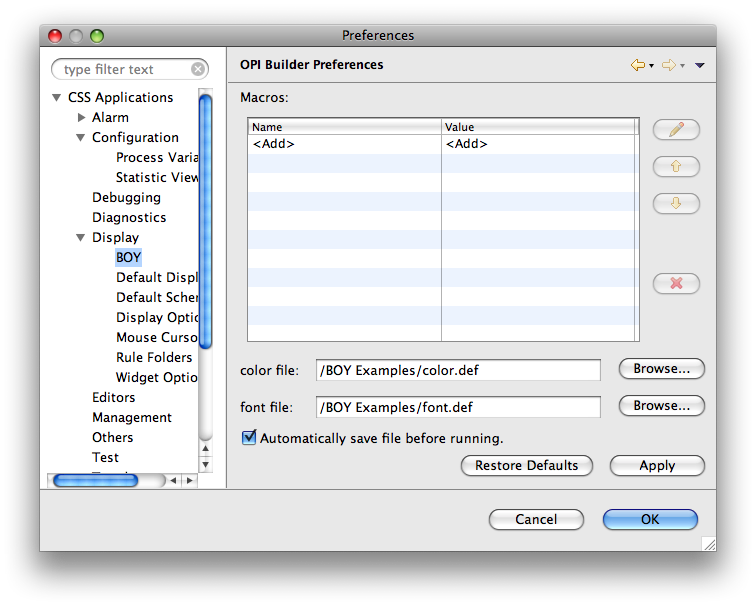 Preferences
type filter text
OPI Builder Preferences
CSS Applications
Alarm
Configuration
Process Varia
Statistic View
Debugging
Diagnostics
Display
BOY
Default Displ
Default Scher
Display Optio
Mouse Curso
Rule Folders
Widget Optio
Editors
Management
Others
Test
Macros:
Name Value
<Add> <Add>
color file: /BOY Examples/color.def Browse...
font file: /BOY Examples/font.def Browse...
Automatically save file before running.
Restore Defaults Apply
Cancel OK